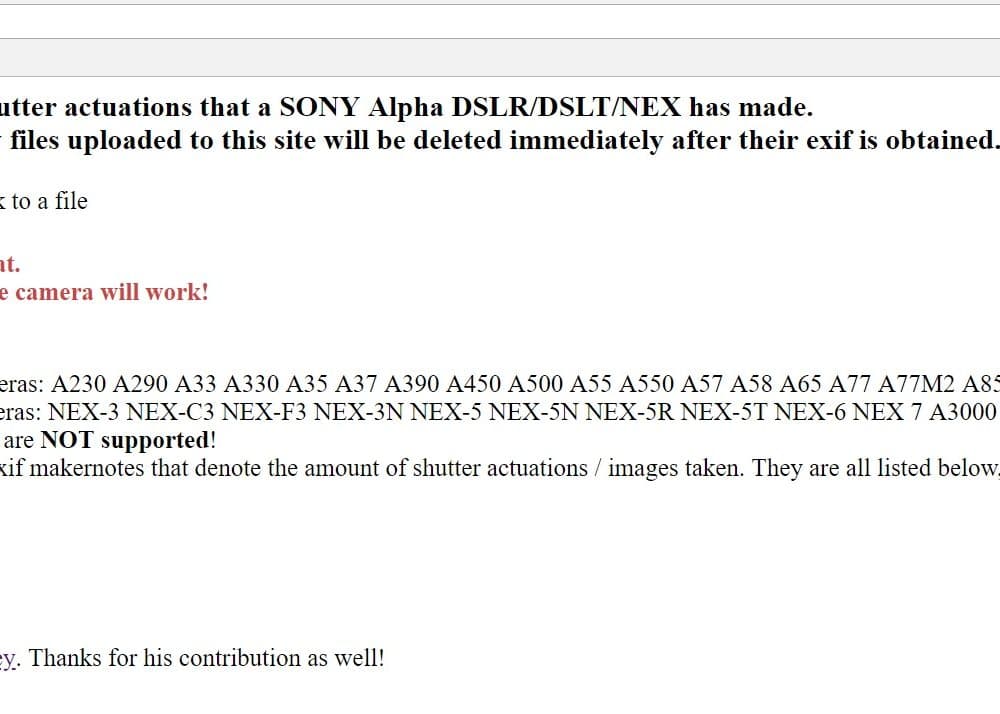 utter actuations that a SONY Alpha DSLR/DSLT/NEX has made.
files uploaded to this site will be deleted immediately after their exif is obtained.
to a file
at.
e camera will work!
eras: A230 A290 A33 A330 A35 A37 A390 A450 A500 A55 A550 A57 A58 A65 A77 A77M2 A85
eras: NEX-3 NEX-C3 NEX-F3 NEX-3N NEX-5 NEX-5N NEX-5R NEX-5T NEX-6 NEX 7 A3000
are NOT supported!
xif makernotes that denote the amount of shutter actuations / images taken. They are all listed below,
ey. Thanks for his contribution as well!